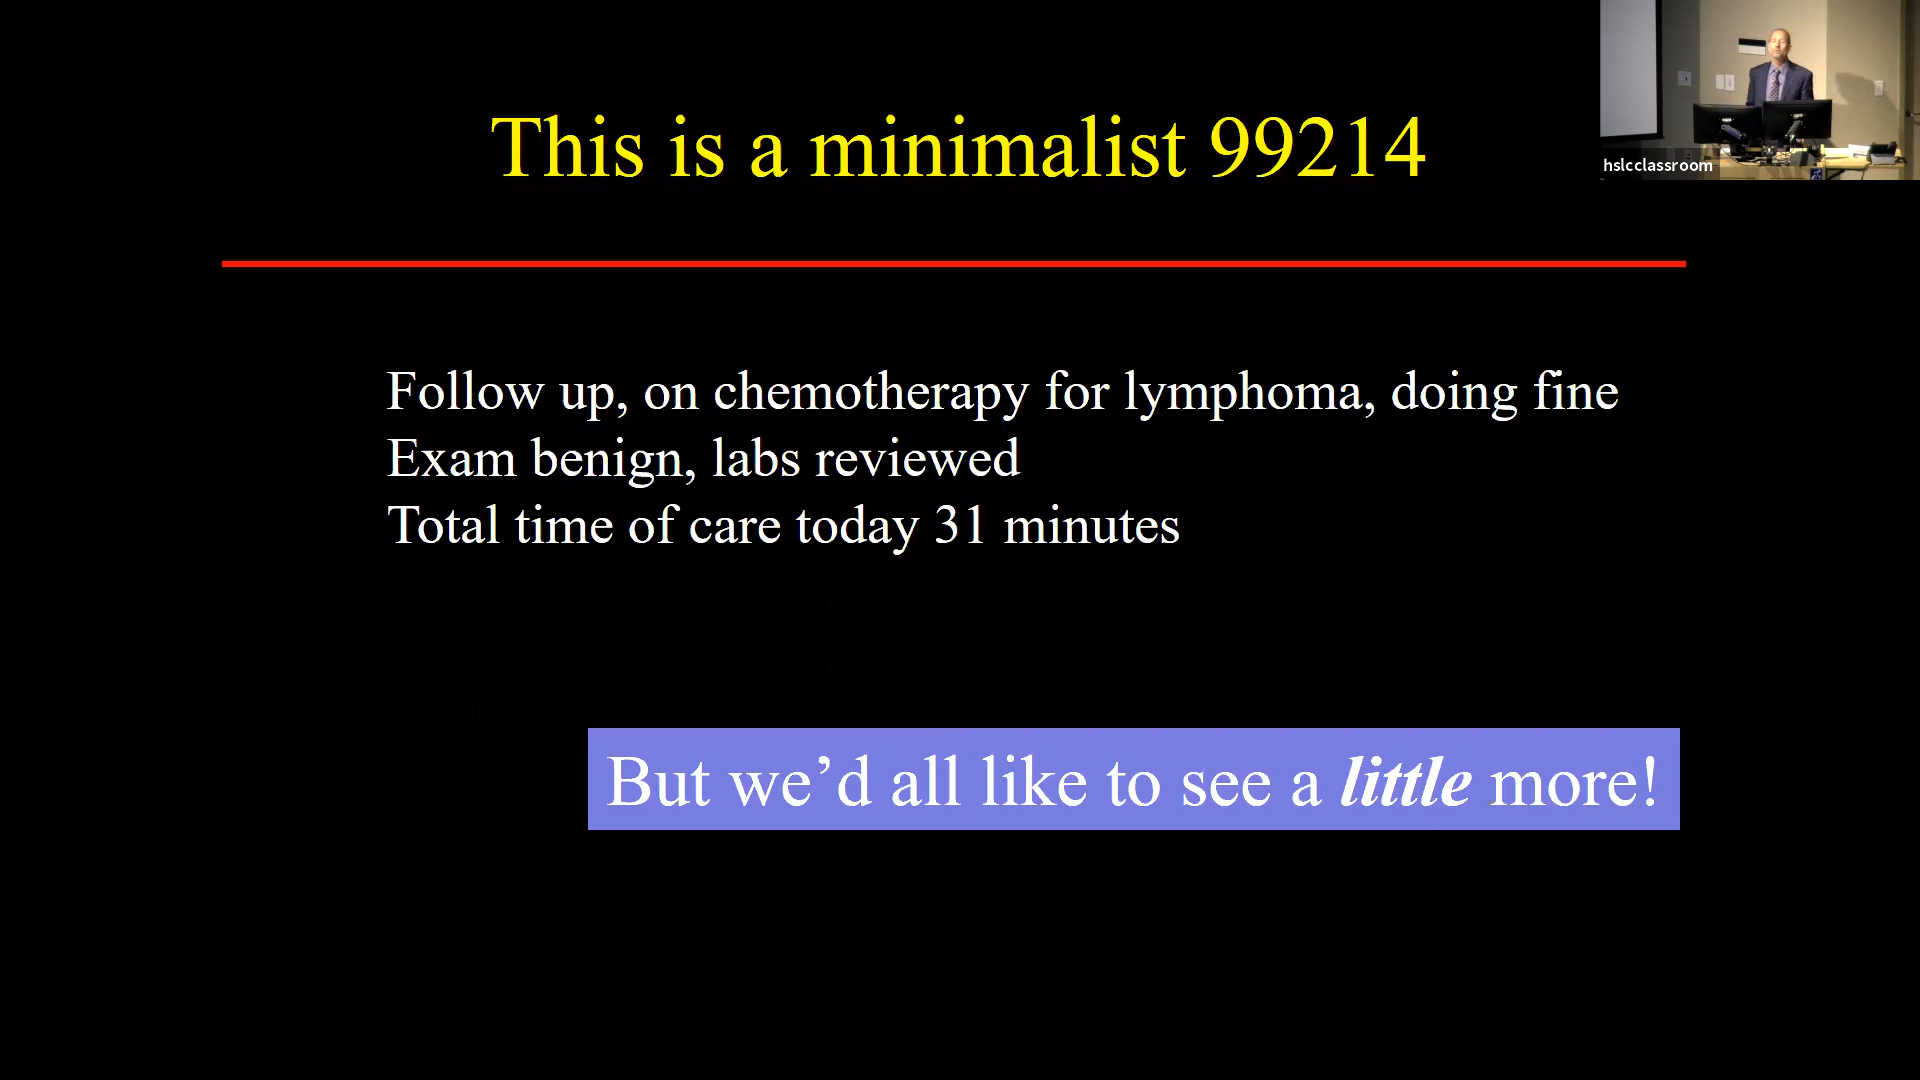 This is a minimalist 99214
hslcclassroom
Follow up, on chemotherapy for lymphoma, doing fine
Exam benign, labs reviewed
Total time of care today 31 minutes
But we’d all like to see a little more!